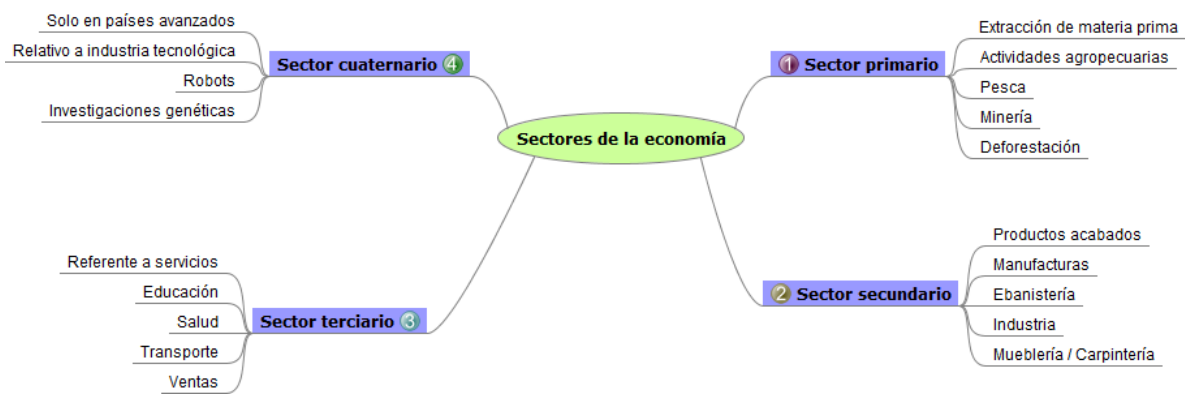 Sectores de la economía
1 Sector primario
Extracción de materia prima
Actividades agropecuarias
Pesca
Minería
Deforestación
2 Sector secundario
Productos acabados
Manufacturas
Ebanistería
Industria
Mueblería / Carpintería
Sector terciario 3
Referente a servicios
Educación
Salud
Transporte
Ventas
Sector cuaternario 4
Solo en países avanzados
Relativo a industria tecnológica
Robots
Investigaciones genéticas